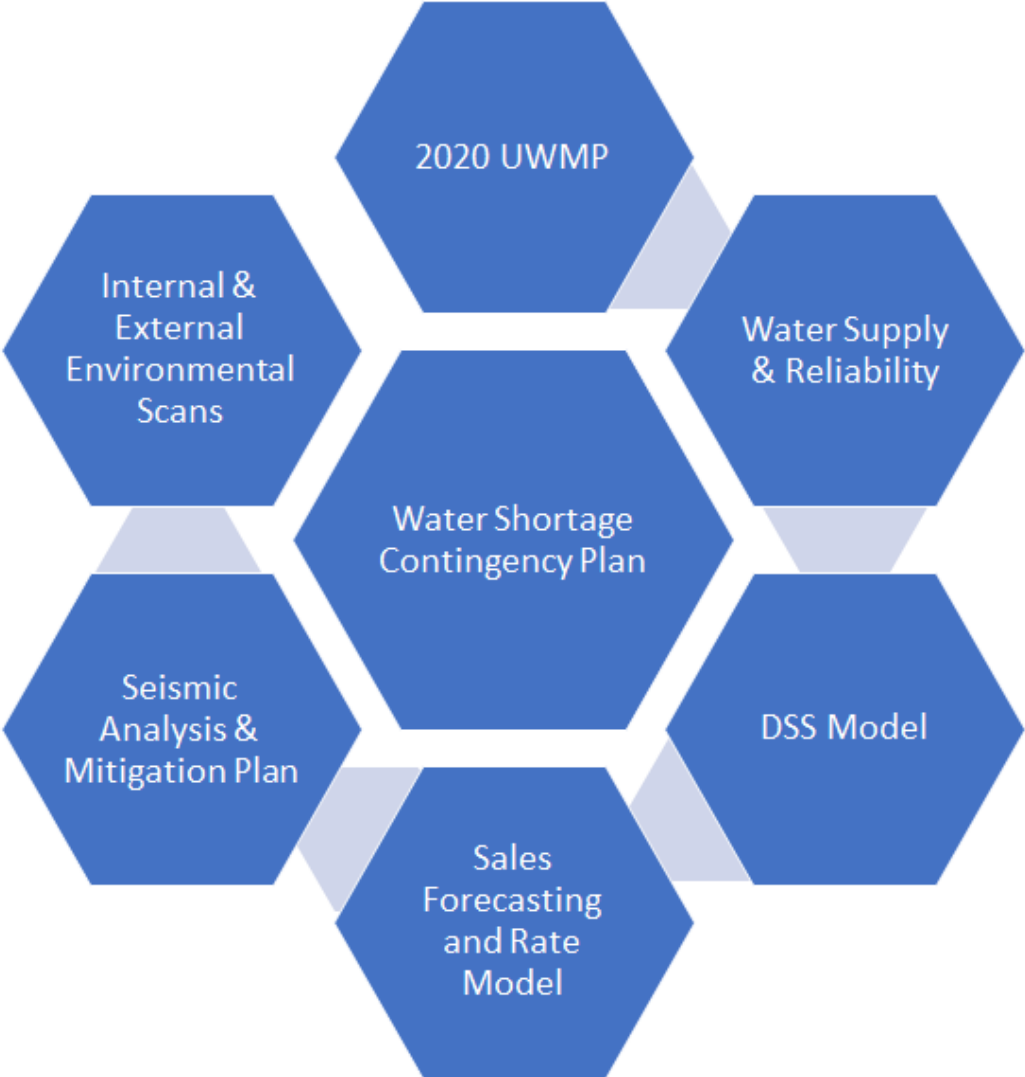 2020 UWMP
Internal &
External
Environmental
Scans
Water Supply
& Reliability
Water Shortage
Contingency Plan
Seismic
Analysis &
Mitigation Plan
DSS Model
Sales
Forecasting
and Rate
Model